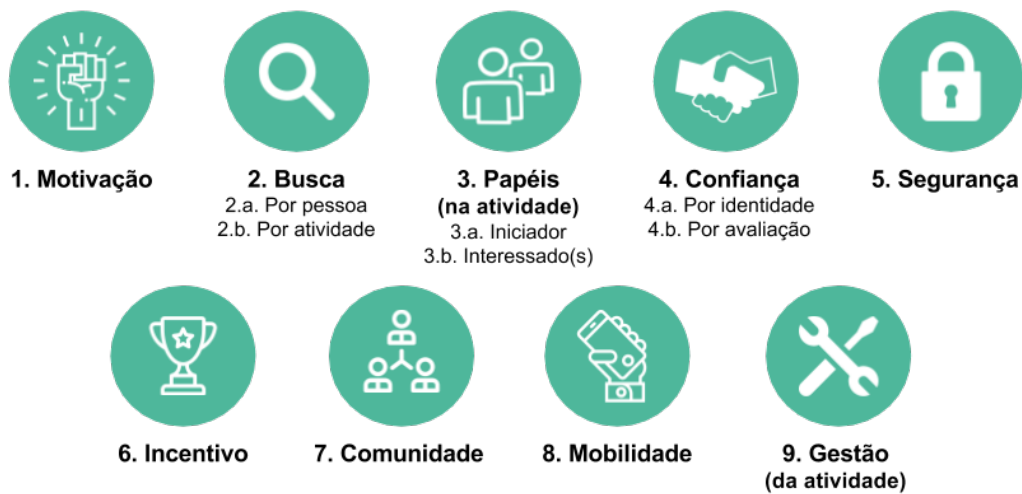 1. Motivação
2. Busca
2.a. Por pessoa
2.b. Por atividade
3. Papéis
(na atividade)
3.a. Iniciador
3.b. Interessado(s)
4. Confiança
4.a. Por identidade
4.b. Por avaliação
5. Segurança
6. Incentivo
7. Comunidade
8. Mobilidade
9. Gestão
(da atividade)